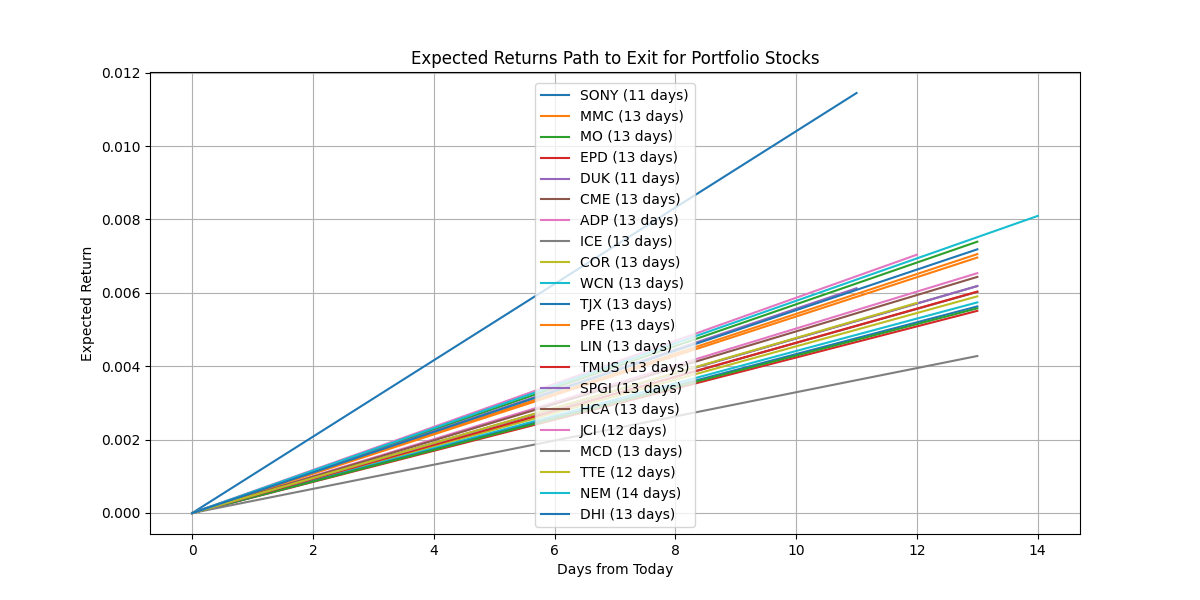 Expected Returns Path to Exit for Portfolio Stocks
Expected Return
0.012
0.010
0.008
0.006
0.004
0.002
0.000
SONY (11 days)
MMC (13 days)
MO (13 days)
EPD (13 days)
DUK (11 days)
CME (13 days)
ADP (13 days)
ICE (13 days)
COR (13 days)
WCN (13 days)
TJX (13 days)
PFE (13 days)
LIN (13 days)
TMUS (13 days)
SPGI (13 days)
HCA (13 days)
JCI (12 days)
MCD (13 days)
TTE (12 days)
NEM (14 days)
DHI (13 days)
0 2 4 6 8 10 12 14
Days from Today